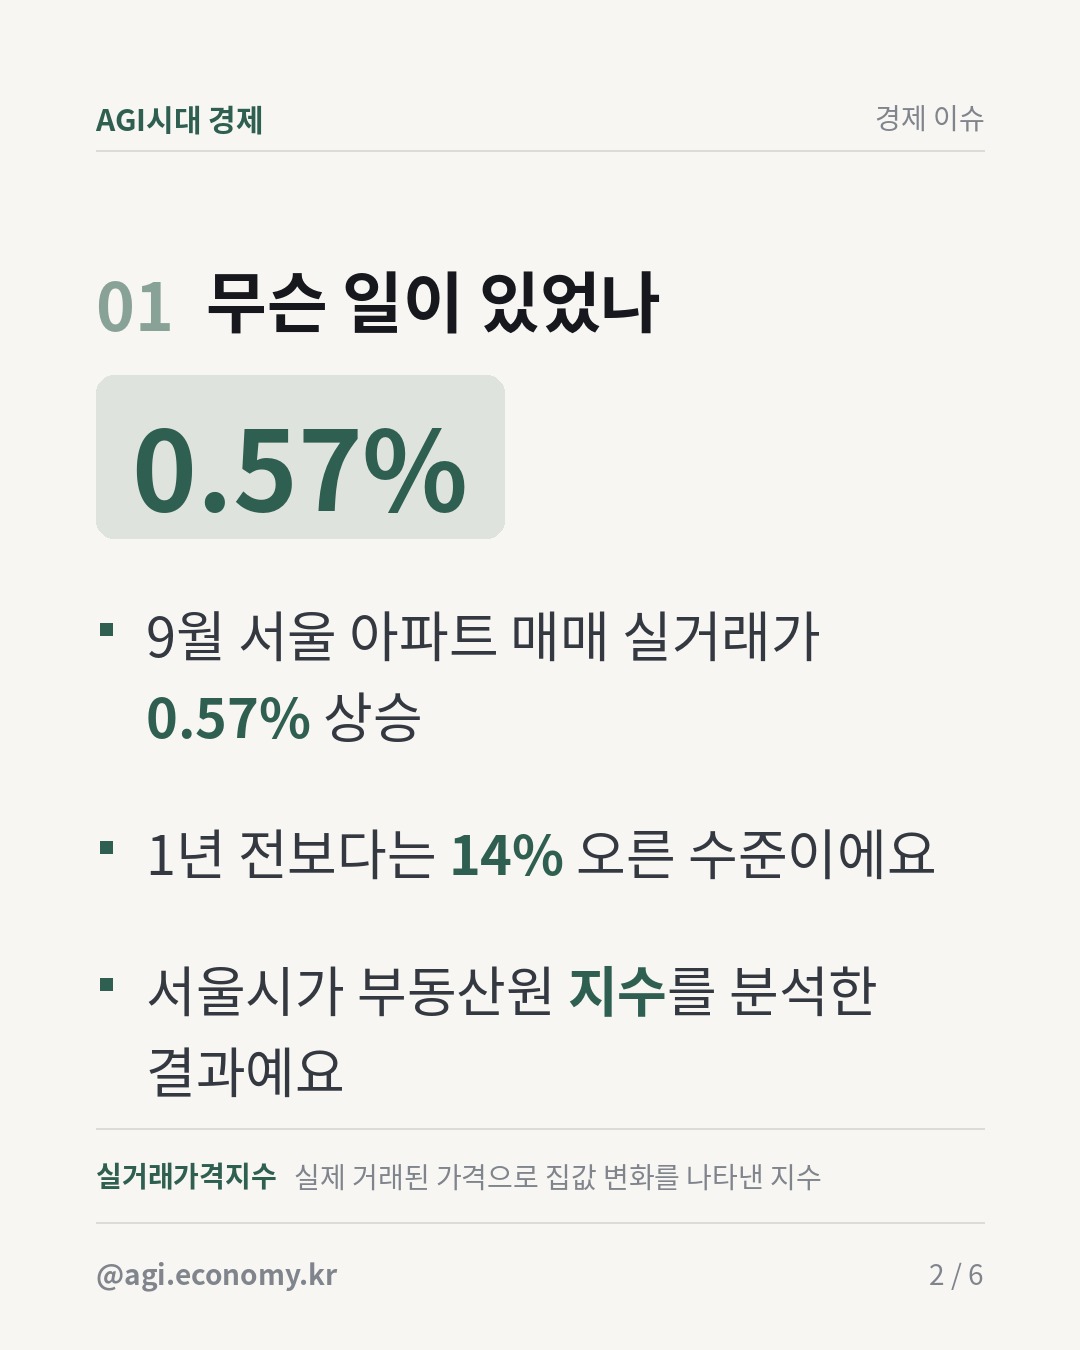 AGI시대 경제
경제 이슈
01 무슨 일이 있었나
0.57%
9월 서울 아파트 매매 실거래가
0.57% 상승
1년 전보다는 14% 오른 수준이에요
서울시가 부동산원 지수를 분석한
결과예요
실거래가격지수 실제 거래된 가격으로 집값 변화를 나타낸 지수
@agi.economy.kr
2 / 6